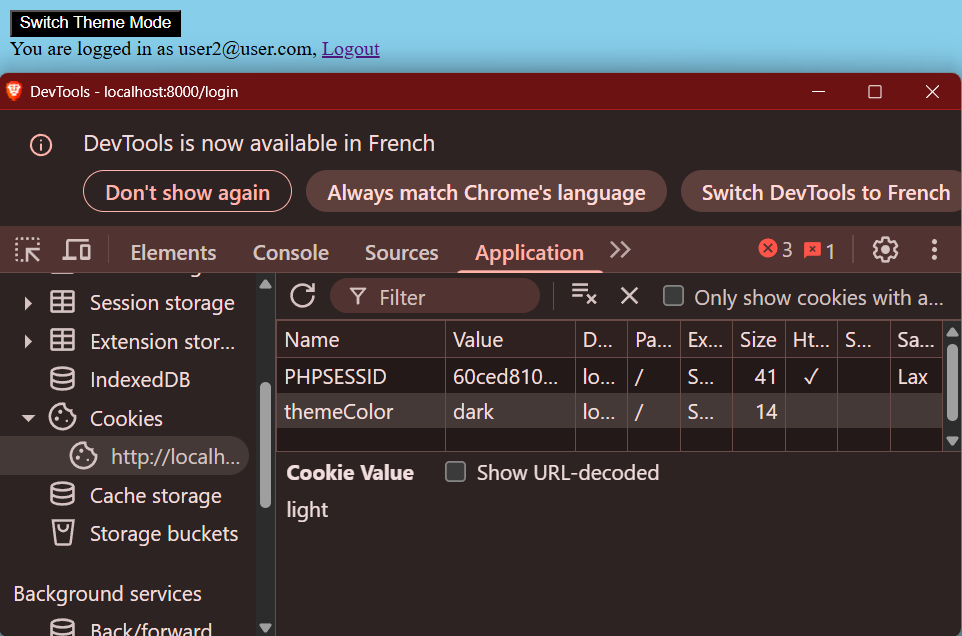 Switch Theme Mode
You are logged in as user2@user.com, Logout
DevTools - localhost:8000/login
DevTools is now available in French
Don't show again Always match Chrome's language Switch DevTools to French
Elements Console Sources Application 3 1
Session storage
Extension stor...
IndexedDB
Cookies
http://localh...
Cache storage
Storage buckets
Background services
Back/forward
Filter Only show cookies with a...
Name Value D... Pa... Ex... Size Ht... S... Sa...
PHPSESSID 60ced810... lo... / S... 41 ✓ Lax
themeColor dark lo... / S... 14
Cookie Value Show URL-decoded
light